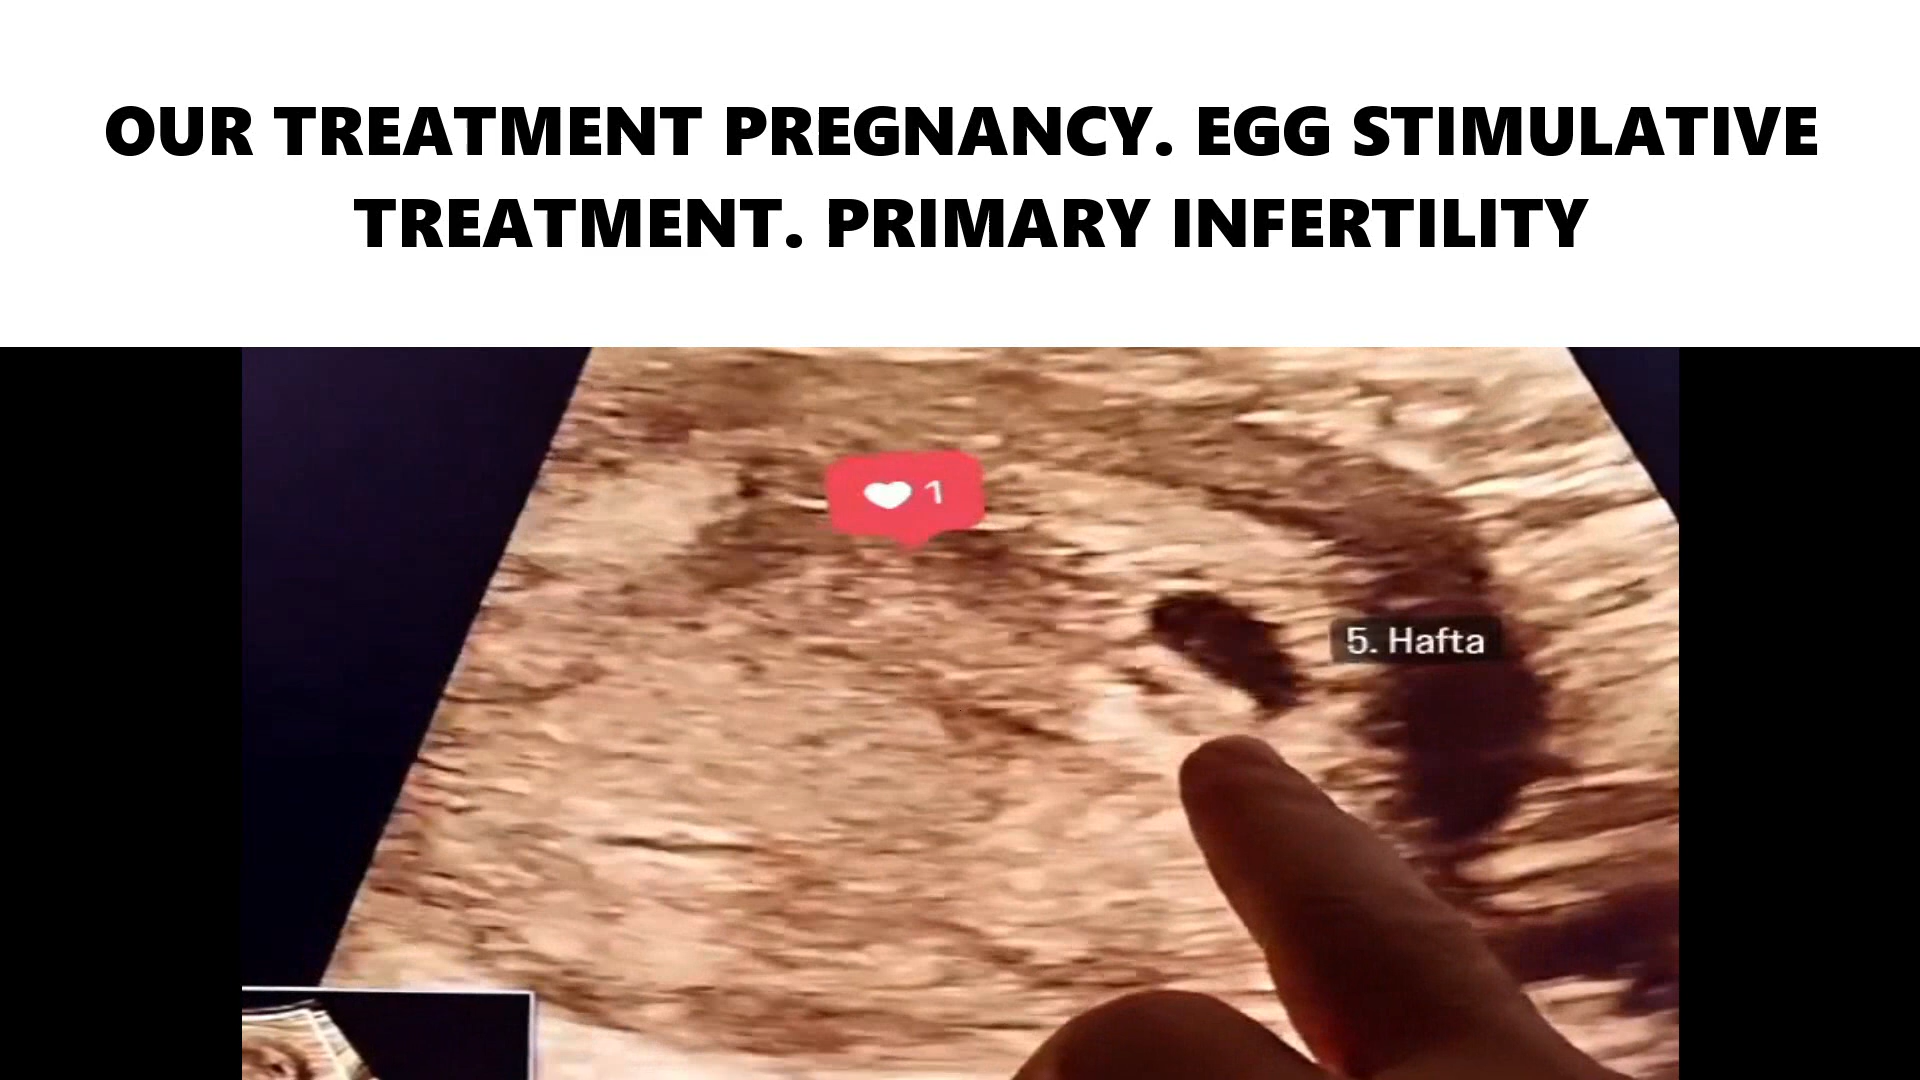 OUR TREATMENT PREGNANCY. EGG STIMULATIVE
TREATMENT. PRIMARY INFERTILITY
1
5. Hafta